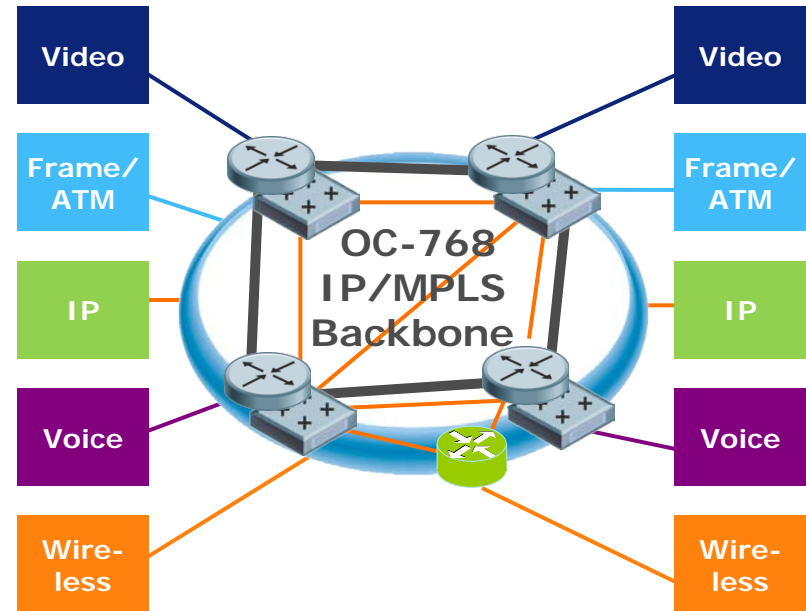 Video
Frame/
ATM
IP
Voice
Wire-
less
OC-768
IP/MPLS
Backbone
Video
Frame/
ATM
IP
Voice
Wire-
less